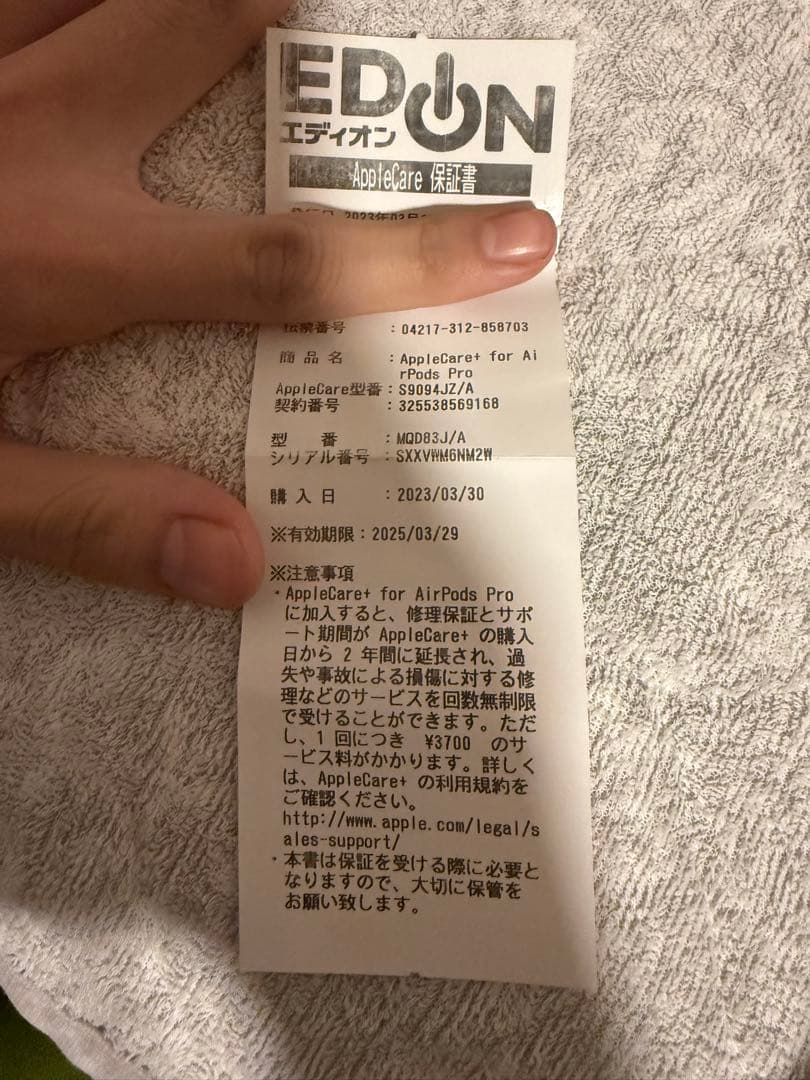 EDION
エディオン
AppleCare 保証書
発行日 2023年03月
伝票番号 : 04217-312-858703
商品名 : AppleCare+ for Ai
rPods Pro
AppleCare型番 : S9094JZ/A
契約番号 : 325538569168
型 番 : MQD83J/A
シリアル番号 : SXXVWM6NM2W
購入日 : 2023/03/30
※有効期限 : 2025/03/29
※注意事項
・AppleCare+ for AirPods Pro
に加入すると、修理保証とサポ
ート期間が AppleCare+ の購入
日から 2 年間に延長され、過
失や事故による損傷に対する修
理などのサービスを回数無制限
で受けることができます。ただ
し、1 回につき ¥3700 のサ
ービス料がかかります。詳しく
は、AppleCare+ の利用規約を
ご確認ください。
http://www.apple.com/legal/s
ales-support/
・本書は保証を受ける際に必要と
なりますので、大切に保管を
お願い致します。